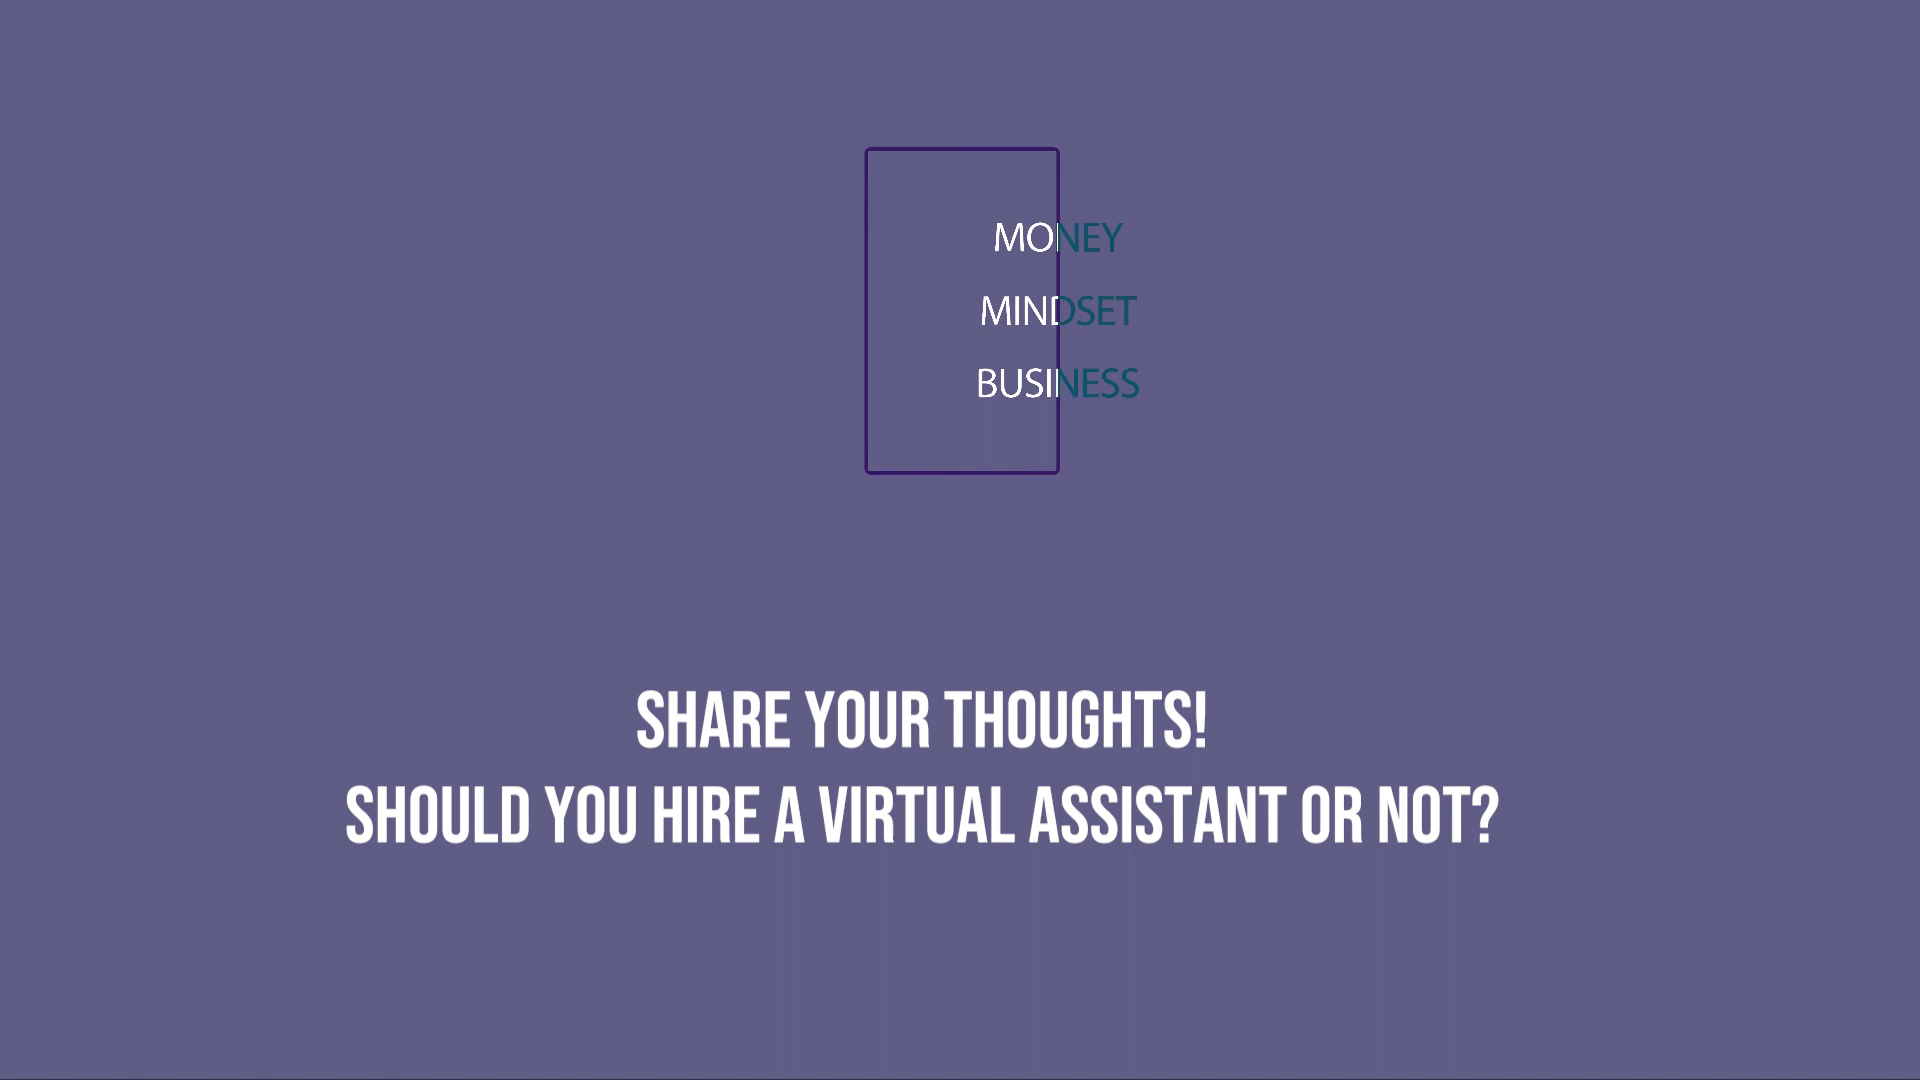 MONEY
MINDSET
BUSINESS
SHARE YOUR THOUGHTS!
SHOULD YOU HIRE A VIRTUAL ASSISTANT OR NOT?